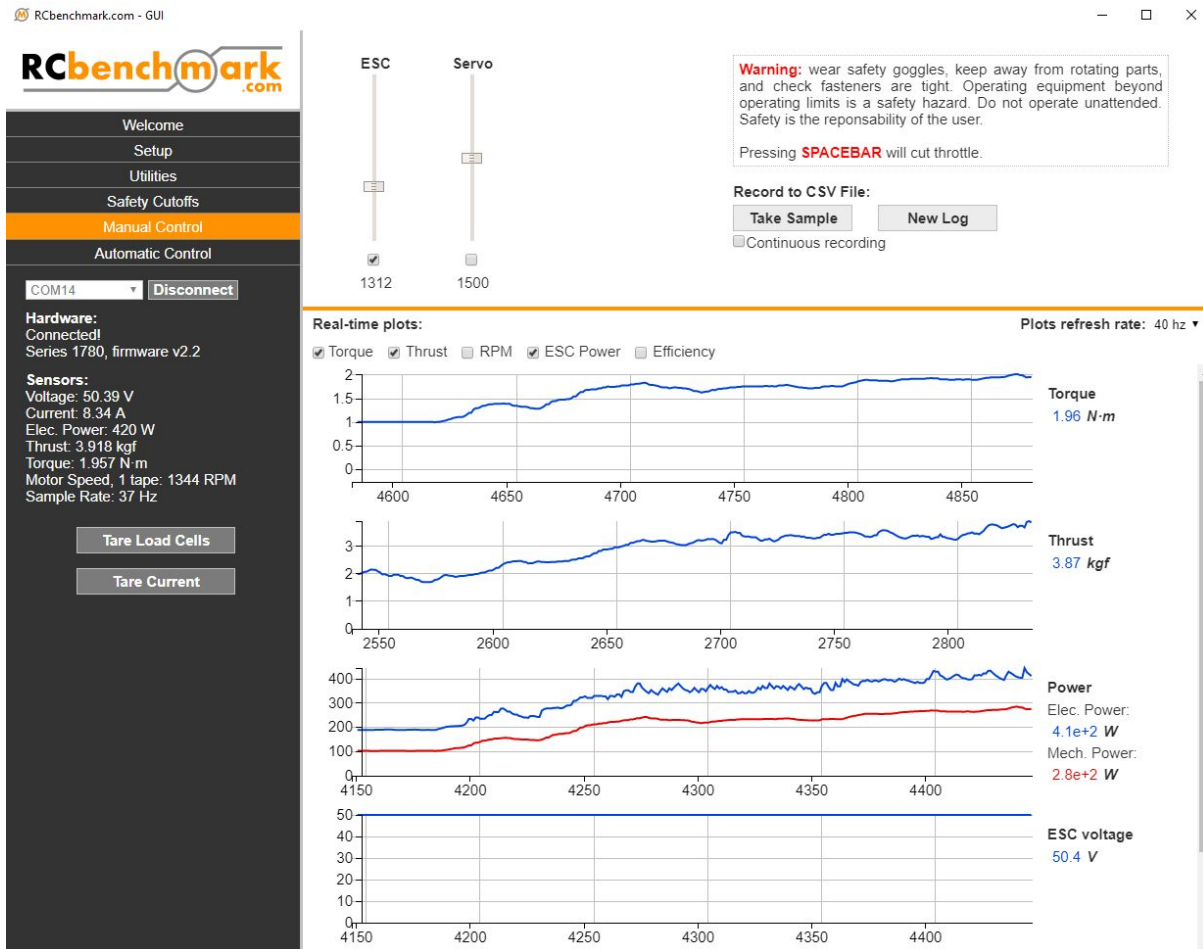 RCbenchmark.com - GUI
RCbenchmark
.com
Welcome
Setup
Utilities
Safety Cutoffs
Manual Control
Automatic Control
COM14
Disconnect
Hardware:
Connected!
Series 1780, firmware v2.2
Sensors:
Voltage: 50.39 V
Current: 8.34 A
Elec. Power: 420 W
Thrust: 3.918 kgf
Torque: 1.957 N·m
Motor Speed, 1 tape: 1344 RPM
Sample Rate: 37 Hz
Tare Load Cells
Tare Current
ESC Servo
1312 1500
Warning: wear safety goggles, keep away from rotating parts,
and check fasteners are tight. Operating equipment beyond
operating limits is a safety hazard. Do not operate unattended.
Safety is the reponsability of the user.
Pressing SPACEBAR will cut throttle.
Record to CSV File:
Take Sample New Log
Continuous recording
Real-time plots:
Plots refresh rate: 40 hz
Torque Thrust RPM ESC Power Efficiency
2
1.5
1
0.5
0
4600 4650 4700 4750 4800 4850
Torque
1.96 N·m
3
2
1
0
2550 2600 2650 2700 2750 2800
Thrust
3.87 kgf
400
300
200
100
0
4150 4200 4250 4300 4350 4400
Power
Elec. Power:
4.1e+2 W
Mech. Power:
2.8e+2 W
50
40
30
20
10
0
4150 4200 4250 4300 4350 4400
ESC voltage
50.4 V